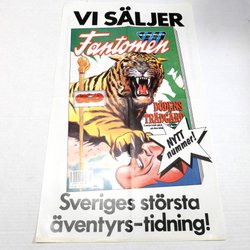 VI SÄLJER
Fantomen
DÖDENS
TRÄDGÅRD
NYTT
nummer!
Sveriges största
äventyrs-tidning!